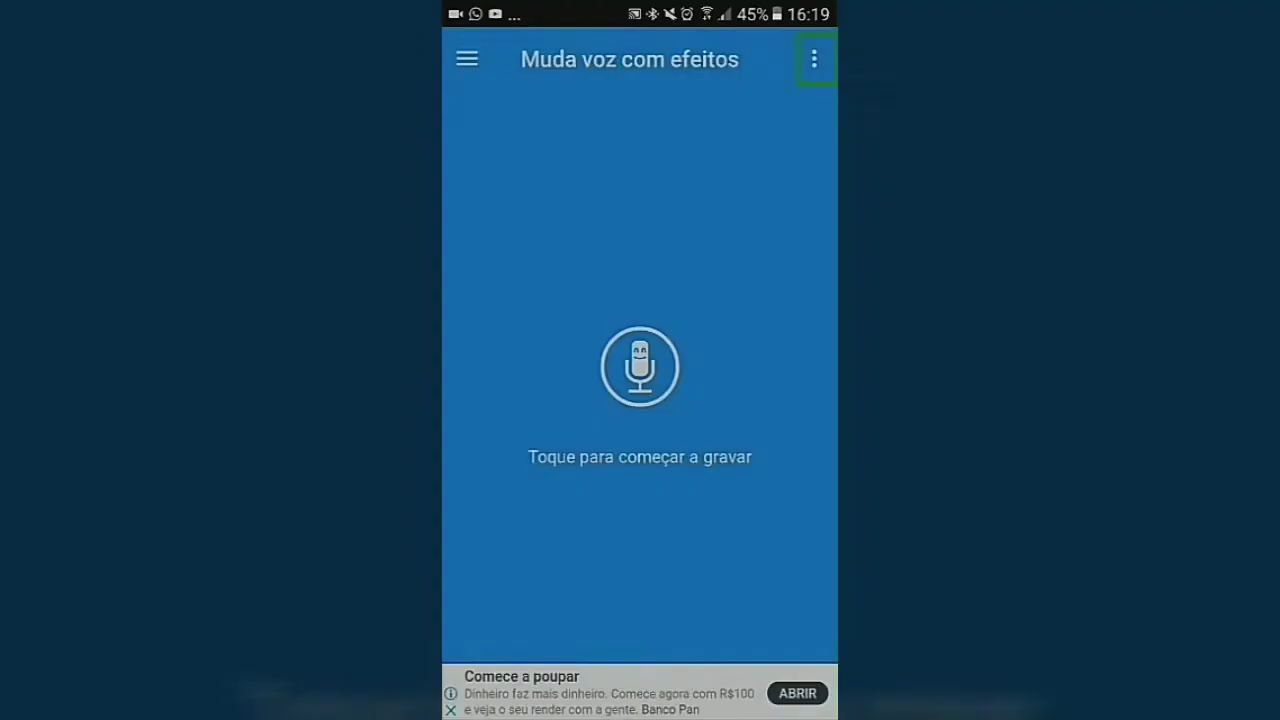 ... 45% 16:19
Muda voz com efeitos
Toque para começar a gravar
Comece a poupar
Dinheiro faz mais dinheiro. Comece agora com R$100
e veja o seu render com a gente. Banco Pan
ABRIR